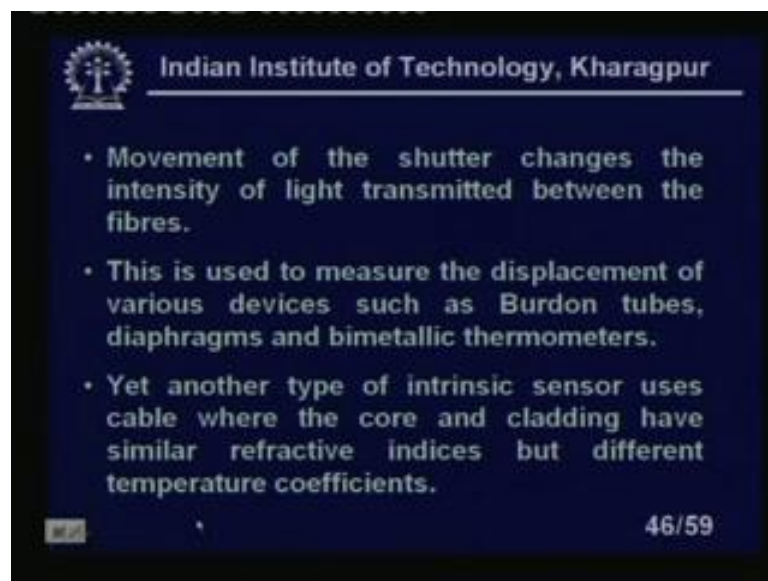 Indian Institute of Technology, Kharagpur
• Movement of the shutter changes the
intensity of light transmitted between the
fibres.
• This is used to measure the displacement of
various devices such as Burdon tubes,
diaphragms and bimetallic thermometers.
• Yet another type of intrinsic sensor uses
cable where the core and cladding have
similar refractive indices but different
temperature coefficients.
46/59